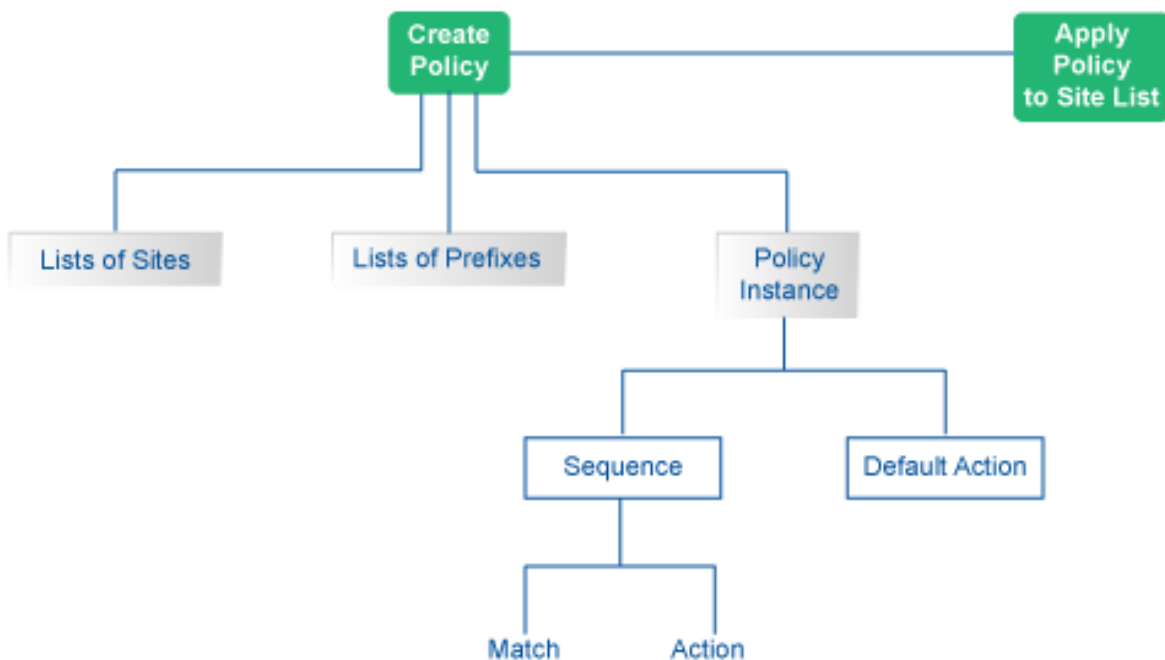 Create
Policy
Apply
Policy
to Site List
Lists of Sites
Lists of Prefixes
Policy
Instance
Sequence
Default Action
Match
Action